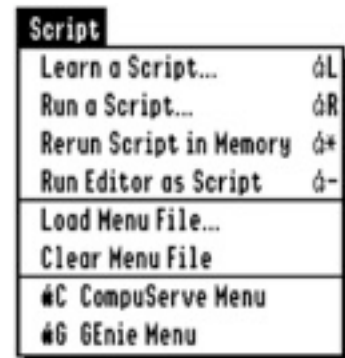 Script
Learn a Script... L
Run a Script... R
Rerun Script in Memory *
Run Editor as Script -
Load Menu File...
Clear Menu File
C CompuServe Menu
G GEnie Menu